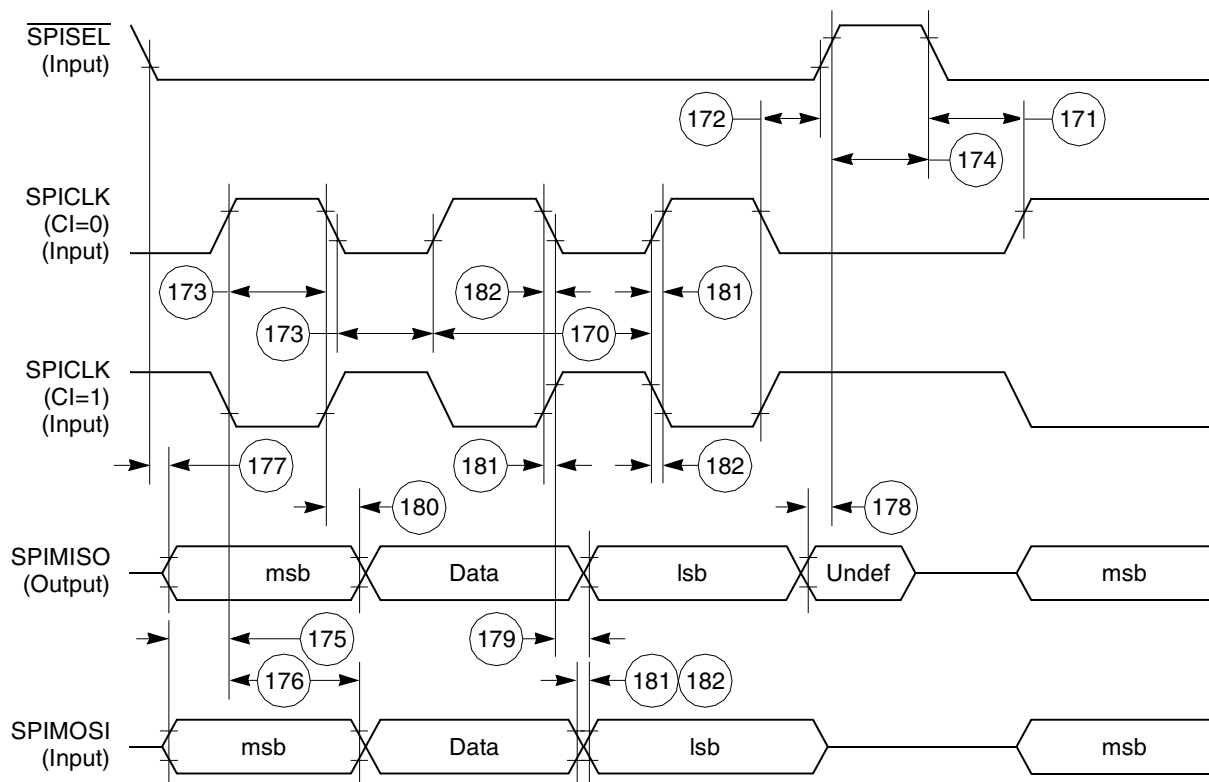 SPISEL
(Input)
172
171
174
SPICLK
(CI=0)
(Input)
173
182
181
173
170
SPICLK
(CI=1)
(Input)
177
181
182
180
178
SPIMISO
(Output)
msb
Data
lsb
Undef
msb
175
179
176
181
182
SPIMOSI
(Input)
msb
Data
lsb
msb